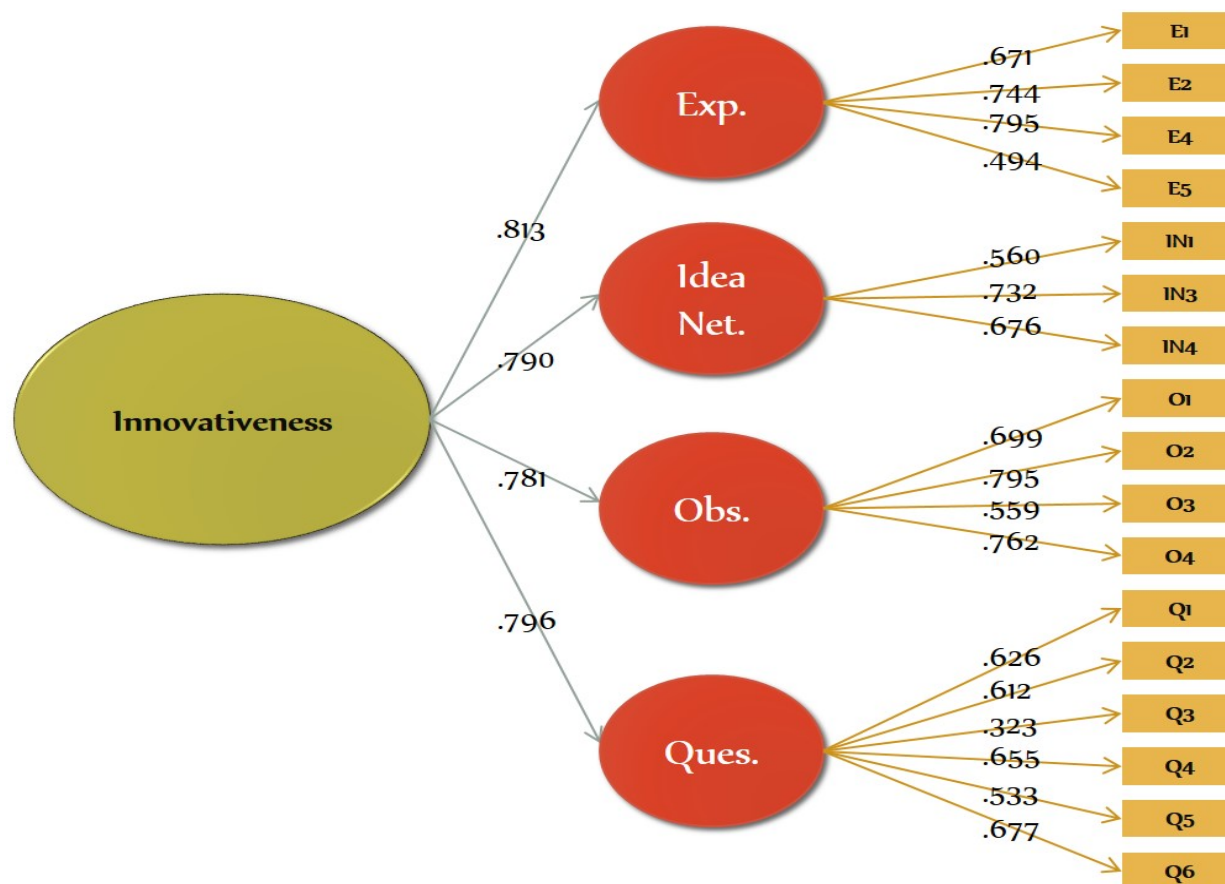 Innovativeness
.813
.790
.781
.796
Exp.
Idea
Net.
Obs.
Ques.
.671
.744
.795
.494
.560
.732
.676
.699
.795
.559
.762
.626
.612
.323
.655
.533
.677
E1
E2
E4
E5
IN1
IN3
IN4
O1
O2
O3
O4
Q1
Q2
Q3
Q4
Q5
Q6